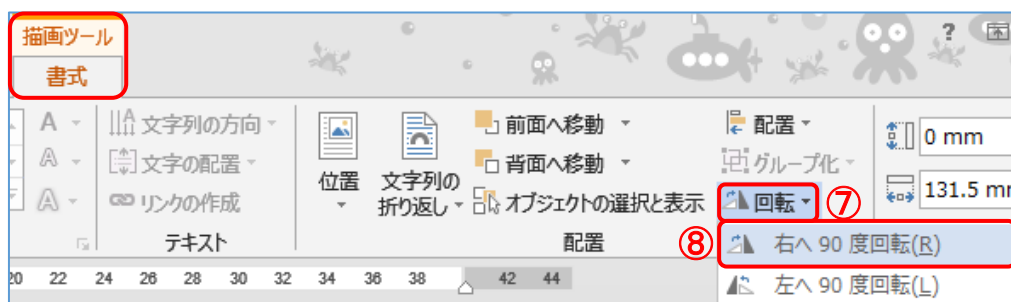 描画ツール
?
書式
A
文字列の方向
前面へ移動
配置
0 mm
A
文字の配置
背面へ移動
グループ化
位置
文字列の
折り返し
A
リンクの作成
オブジェクトの選択と表示
回転
⑦
131.5 mm
テキスト
配置
⑧
右へ 90 度回転(R)
20 22 24 26 28 30 32 34 36 38 42 44
左へ 90 度回転(L)